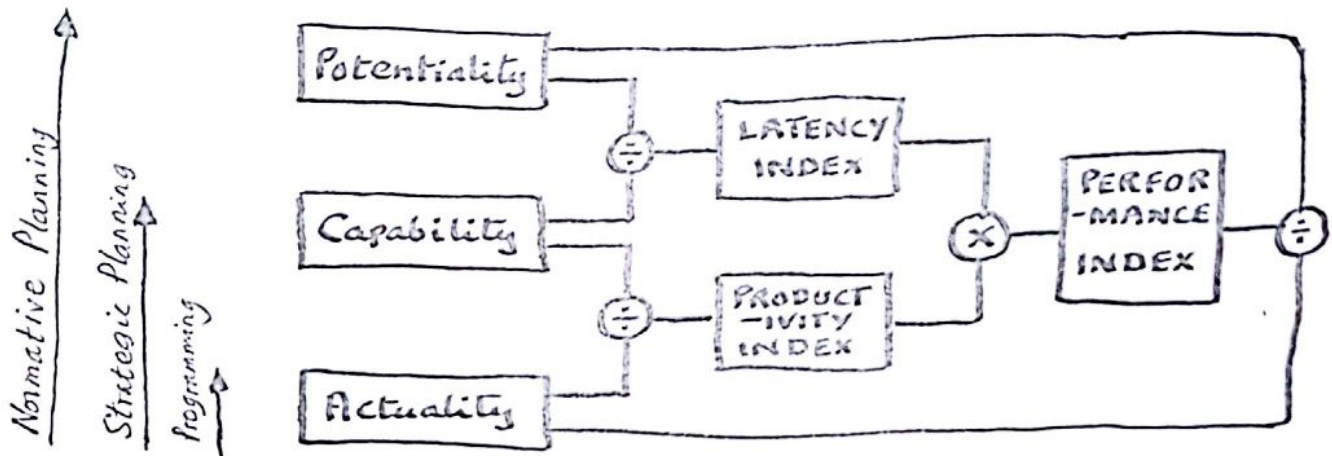 Normative Planning
Strategic Planning
Programming
Potentiality
Capability
Actuality
÷
÷
LATENCY
INDEX
PRODUCT
-IVITY
INDEX
×
PERFOR
-MANCE
INDEX
÷